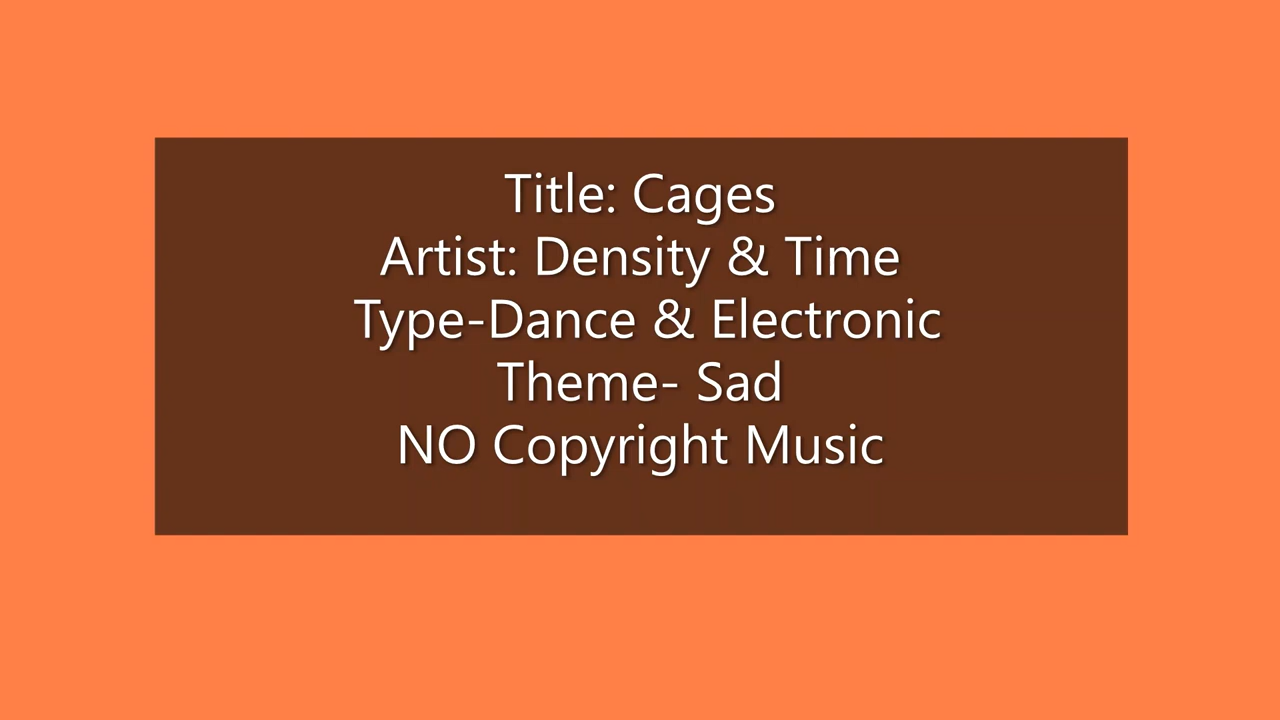 Title: Cages
Artist: Density & Time
Type-Dance & Electronic
Theme- Sad
NO Copyright Music